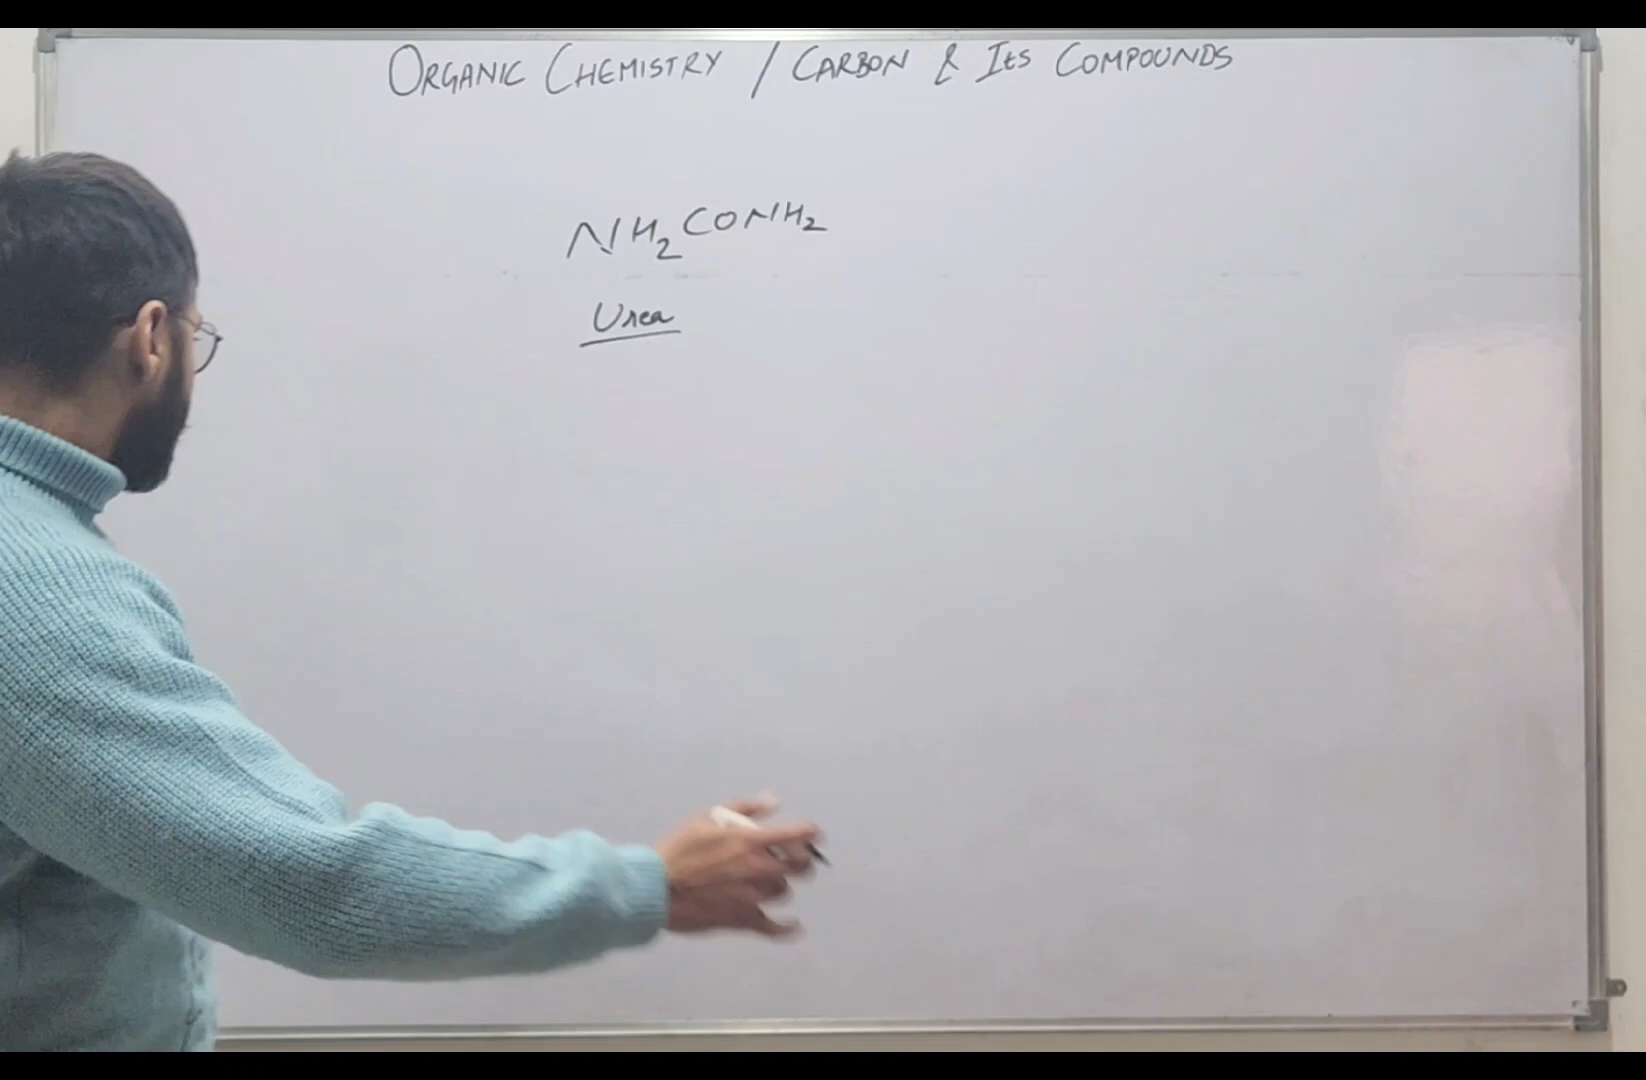 ORGANIC CHEMISTRY / CARBON & ITS COMPOUNDS
NH₂CONH₂
Urea